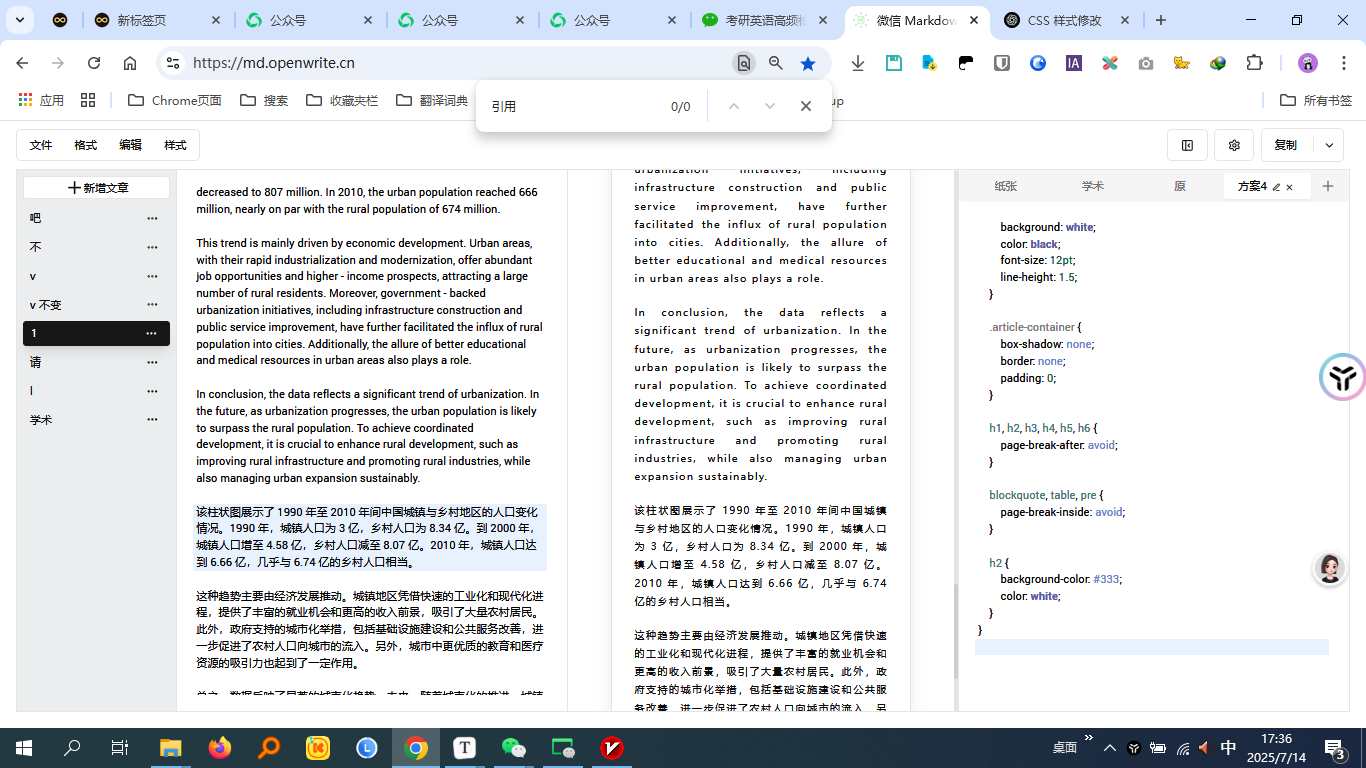 新标签页
公众号
公众号
公众号
考研英语高频
微信 Markdow
CSS 样式修改
https://md.openwrite.cn
IA
应用
Chrome页面
搜索
收藏夹栏
翻译词典
up
所有书签
引用
0/0
文件
格式
编辑
样式
复制
新增文章
吧
不
v
v 不变
1
请
l
学术
decreased to 807 million. In 2010, the urban population reached 666
million, nearly on par with the rural population of 674 million.
This trend is mainly driven by economic development. Urban areas,
with their rapid industrialization and modernization, offer abundant
job opportunities and higher - income prospects, attracting a large
number of rural residents. Moreover, government - backed
urbanization initiatives, including infrastructure construction and
public service improvement, have further facilitated the influx of rural
population into cities. Additionally, the allure of better educational
and medical resources in urban areas also plays a role.
In conclusion, the data reflects a significant trend of urbanization. In
the future, as urbanization progresses, the urban population is likely
to surpass the rural population. To achieve coordinated
development, it is crucial to enhance rural development, such as
improving rural infrastructure and promoting rural industries, while
also managing urban expansion sustainably.
该柱状图展示了 1990 年至 2010 年间中国城镇与乡村地区的人口变化
情况。1990 年，城镇人口为 3 亿，乡村人口为 8.34 亿。到 2000 年，
城镇人口增至 4.58 亿，乡村人口减至 8.07 亿。2010 年，城镇人口达
到 6.66 亿，几乎与 6.74 亿的乡村人口相当。
这种趋势主要由经济发展推动。城镇地区凭借快速的工业化和现代化进
程，提供了丰富的就业机会和更高的收入前景，吸引了大量农村居民。
此外，政府支持的城市化举措，包括基础设施建设和公共服务改善，进
一步促进了农村人口向城市的流入。另外，城市中更优质的教育和医疗
资源的吸引力也起到了一定作用。
总之，数据反映了显著的城市化趋势。未来，随着城市化的推进，城镇
urbanization initiatives, including
infrastructure construction and public
service improvement, have further
facilitated the influx of rural population
into cities. Additionally, the allure of
better educational and medical resources
in urban areas also plays a role.
In conclusion, the data reflects a
significant trend of urbanization. In the
future, as urbanization progresses, the
urban population is likely to surpass the
rural population. To achieve coordinated
development, it is crucial to enhance rural
development, such as improving rural
infrastructure and promoting rural
industries, while also managing urban
expansion sustainably.
该柱状图展示了 1990 年至 2010 年间中国城镇
与乡村地区的人口变化情况。1990 年，城镇人口
为 3 亿，乡村人口为 8.34 亿。到 2000 年，城
镇人口增至 4.58 亿，乡村人口减至 8.07 亿。
2010 年，城镇人口达到 6.66 亿，几乎与 6.74
亿的乡村人口相当。
这种趋势主要由经济发展推动。城镇地区凭借快速
的工业化和现代化进程，提供了丰富的就业机会和
更高的收入前景，吸引了大量农村居民。此外，政
府支持的城市化举措，包括基础设施建设和公共服
务改善，进一步促进了农村人口向城市的流入。另
纸张
学术
原
方案4
background: white;
color: black;
font-size: 12pt;
line-height: 1.5;
}
.article-container {
box-shadow: none;
border: none;
padding: 0;
}
h1, h2, h3, h4, h5, h6 {
page-break-after: avoid;
}
blockquote, table, pre {
page-break-inside: avoid;
}
h2 {
background-color: #333;
color: white;
}
}
桌面
中
17:36
2025/7/14
3